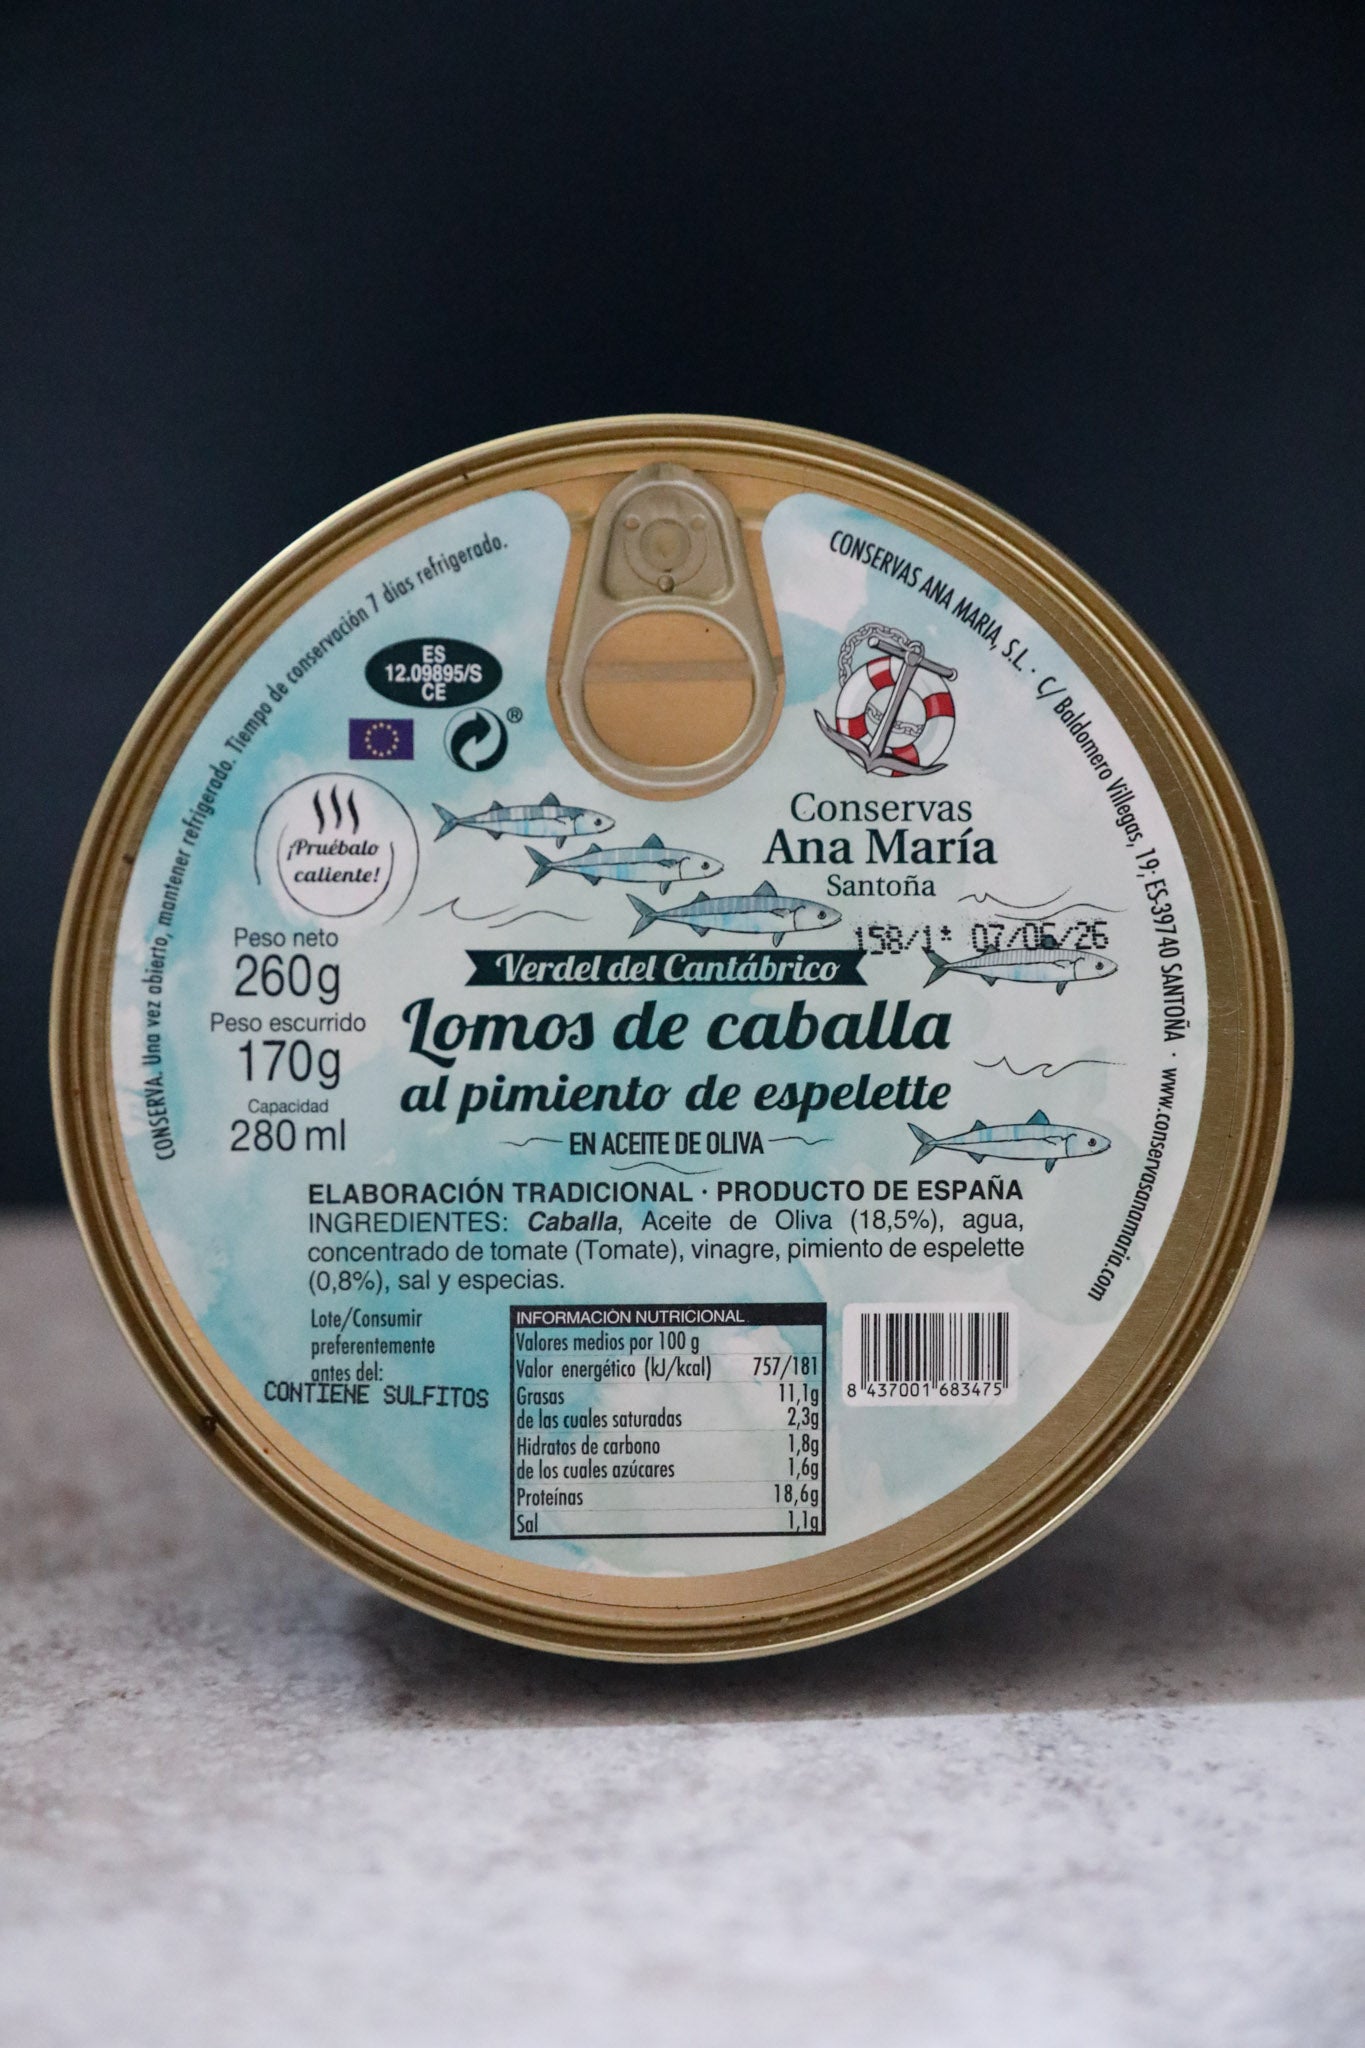 CONSERVA. Una vez abierto, mantener refrigerado. Tiempo de conservación 7 días refrigerado.
CONSERVAS ANA MARIA, S.L. · C/ Baldomero Villegas, 19; ES-39740 SANTOÑA · www.conservasanamaria.com
ES
12.09895/S
CE
®
¡Pruébalo
caliente!
Conservas
Ana María
Santoña
158/1* 07/06/26
Peso neto
260g
Peso escurrido
170g
Capacidad
280 ml
Verdel del Cantábrico
Lomos de caballa
al pimiento de espelette
EN ACEITE DE OLIVA
ELABORACIÓN TRADICIONAL · PRODUCTO DE ESPAÑA
INGREDIENTES: Caballa, Aceite de Oliva (18,5%), agua,
concentrado de tomate (Tomate), vinagre, pimiento de espelette
(0,8%), sal y especias.
Lote/Consumir
preferentemente
antes del:
CONTIENE SULFITOS
INFORMACIÓN NUTRICIONAL
Valores medios por 100 g
Valor energético (kJ/kcal) 757/181
Grasas 11,1g
de las cuales saturadas 2,3g
Hidratos de carbono 1,8g
de los cuales azúcares 1,6g
Proteínas 18,6g
Sal 1,1g
8 437001 683475